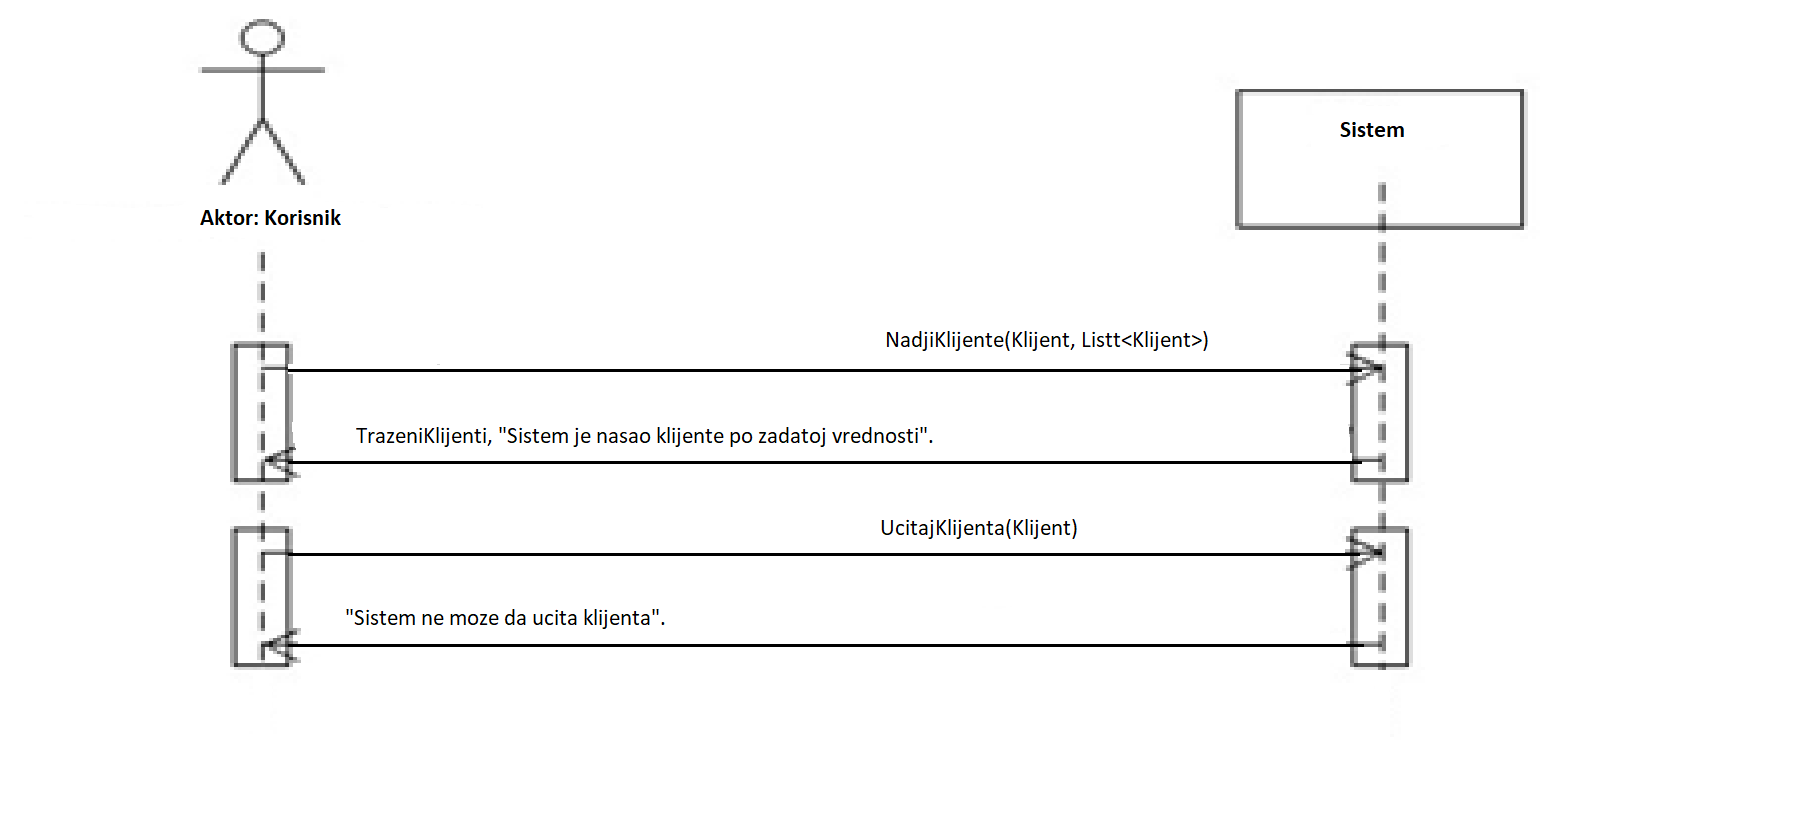 Sistem
Aktor: Korisnik
NadjiKlijente(Klijent, Listt<Klijent>)
TrazeniKlijenti, "Sistem je nasao klijente po zadatoj vrednosti".
UcitajKlijenta(Klijent)
"Sistem ne moze da ucita klijenta".